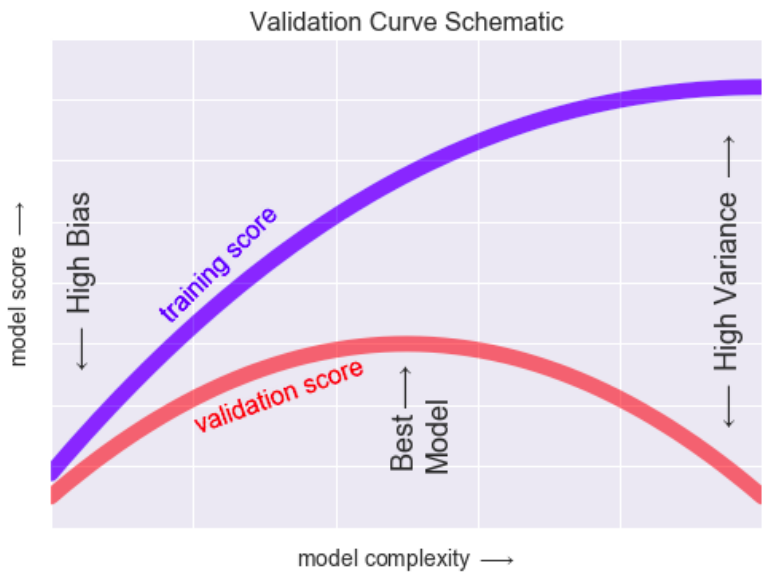 Validation Curve Schematic
model score ⟶
⟵ High Bias
training score
validation score
Best ⟶
Model
⟵ High Variance ⟶
model complexity ⟶